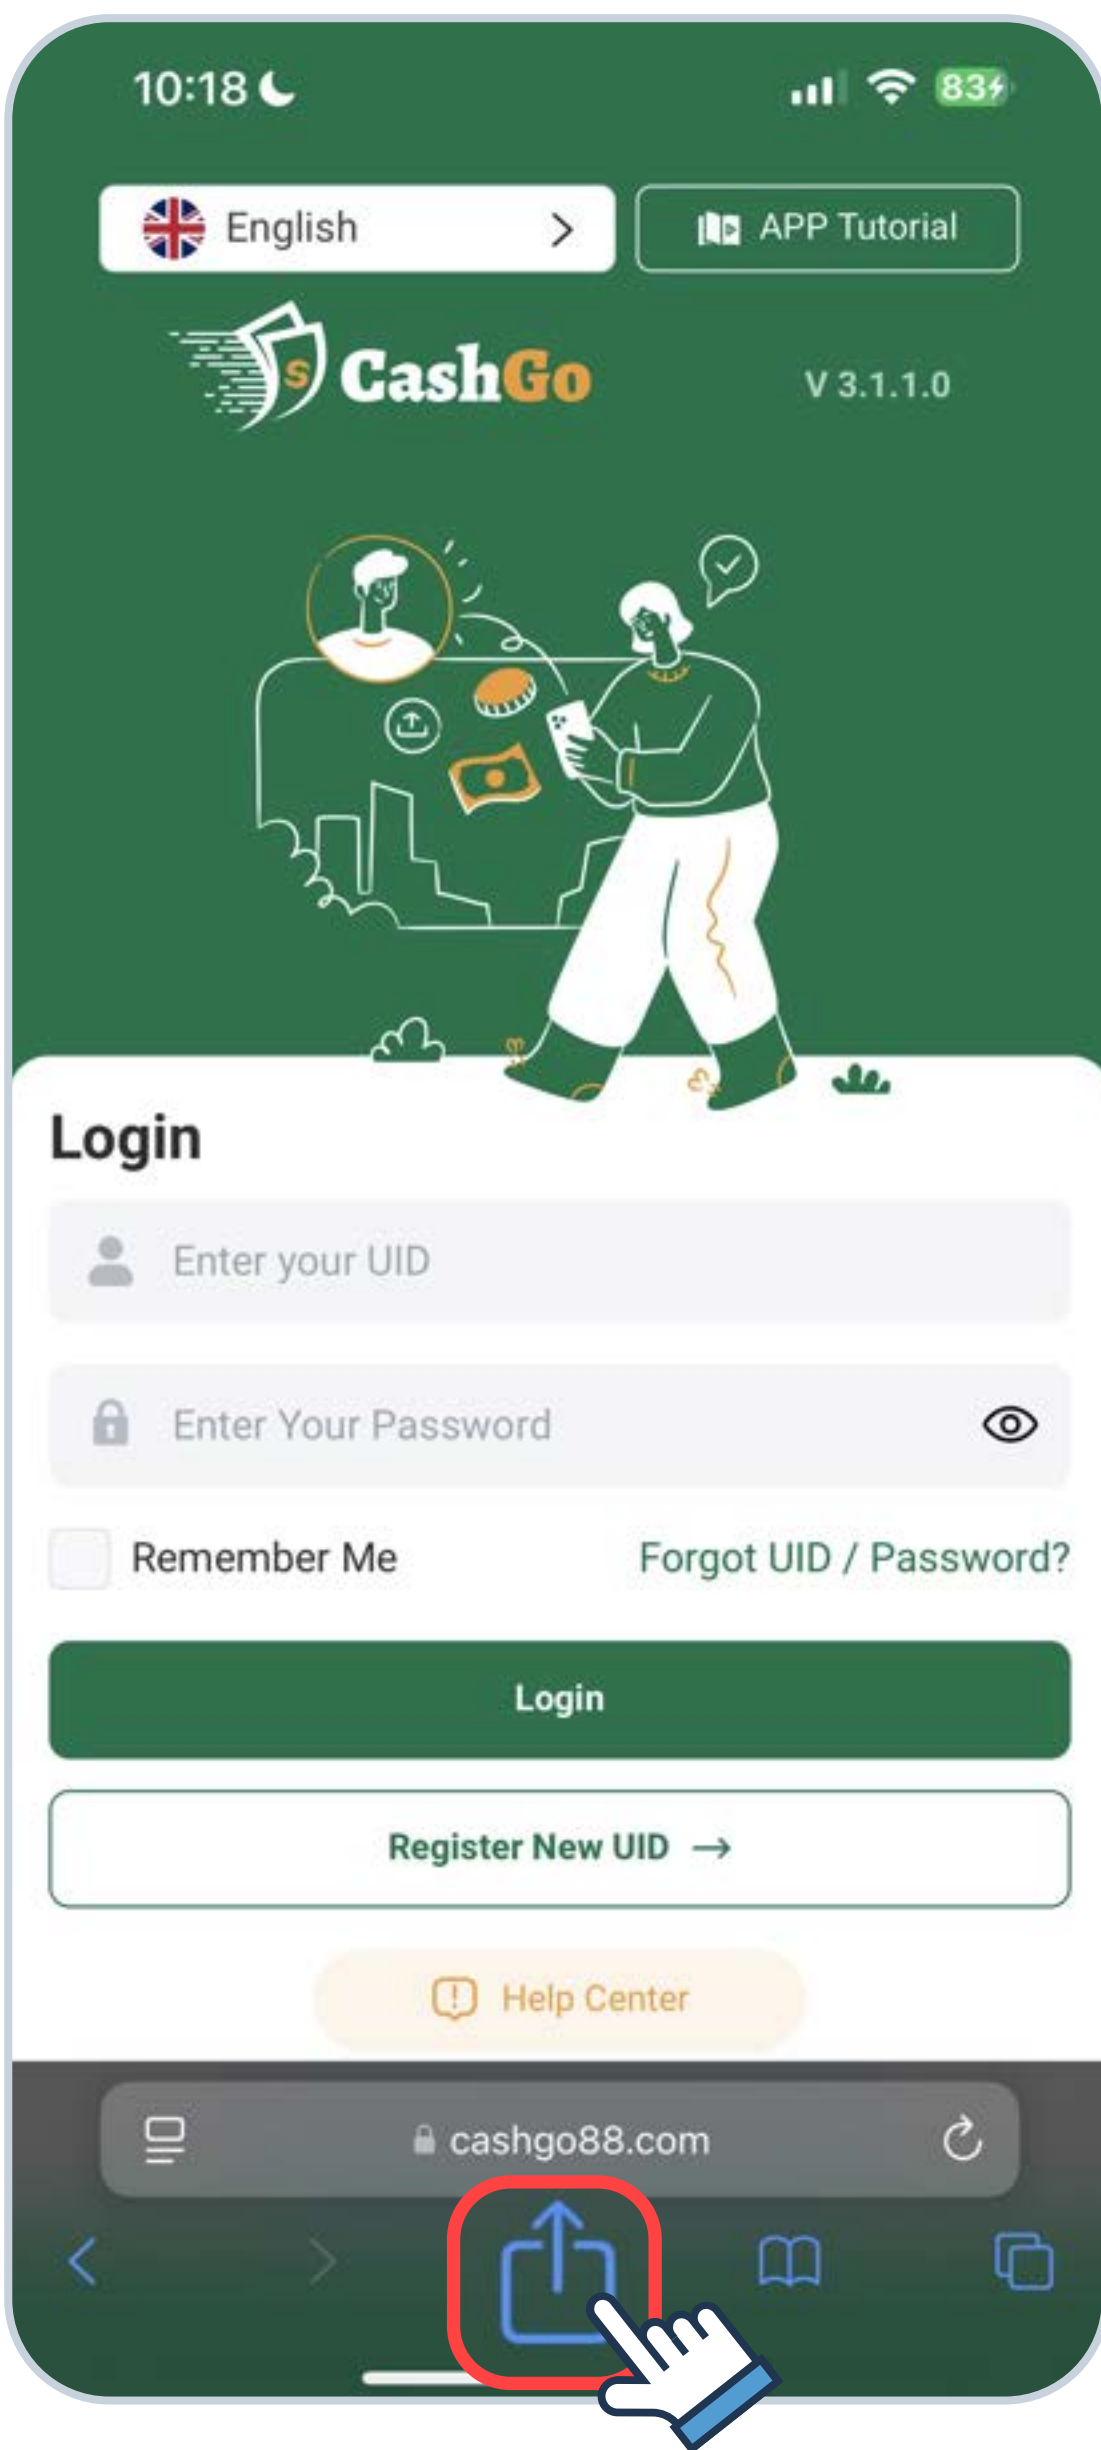 10:18
83
English
APP Tutorial
S
CashGo
V 3.1.1.0
Login
Enter your UID
Enter Your Password
Remember Me
Forgot UID / Password?
Login
Register New UID →
Help Center
cashgo88.com